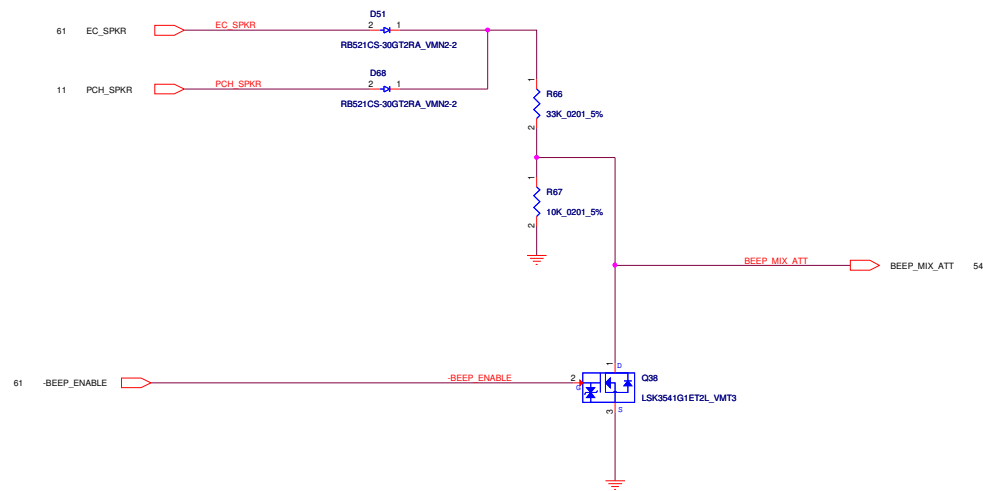 D51
EC_SPKR
61 EC_SPKR
2 1
RB521CS-30GT2RA_VMN2-2
D68
PCH_SPKR
11 PCH_SPKR
2 1
RB521CS-30GT2RA_VMN2-2
1
R66
33K_0201_5%
2
1
R67
10K_0201_5%
2
BEEP_MIX_ATT
BEEP_MIX_ATT 54
1 D
61 -BEEP_ENABLE
-BEEP_ENABLE
2
G
Q38
LSK3541G1ET2L_VMT3
3 S